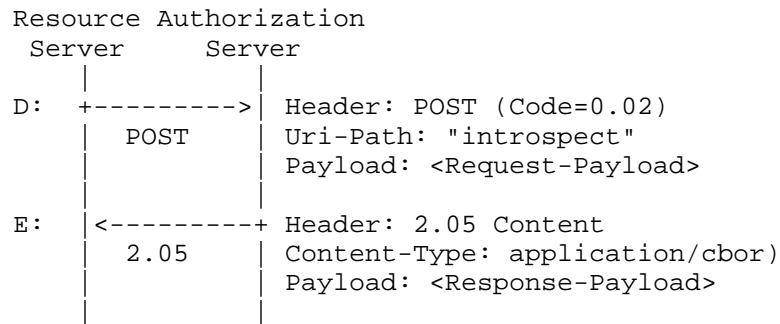 Resource Authorization
 Server      Server
    |          |
D:  +--------->| Header: POST (Code=0.02)
    |   POST   | Uri-Path: "introspect"
    |          | Payload: <Request-Payload>
    |          |
E:  |<---------+ Header: 2.05 Content
    |   2.05   | Content-Type: application/cbor)
    |          | Payload: <Response-Payload>
    |          |